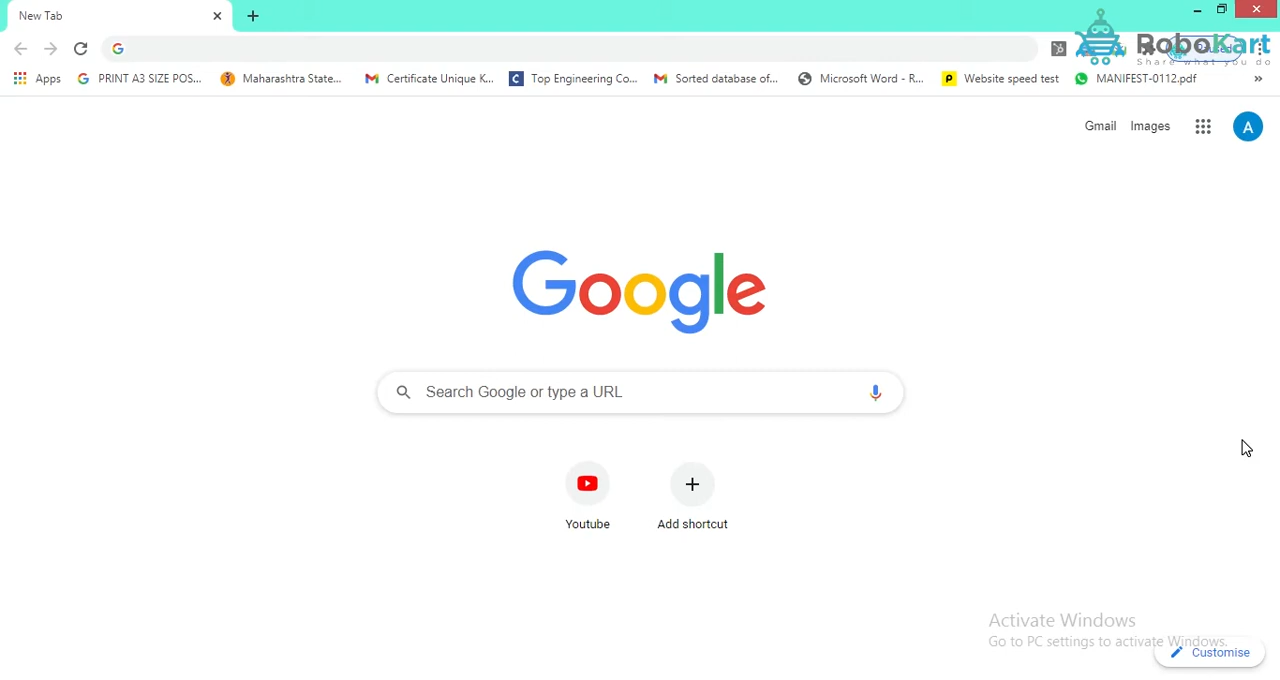 New Tab
RoboKart
Share what you do
Paused
Apps
PRINT A3 SIZE POS...
Maharashtra State...
Certificate Unique K...
Top Engineering Co...
Sorted database of...
Microsoft Word - R...
Website speed test
MANIFEST-0112.pdf
Gmail
Images
A
Google
Search Google or type a URL
Youtube
Add shortcut
Activate Windows
Go to PC settings to activate Windows.
Customise